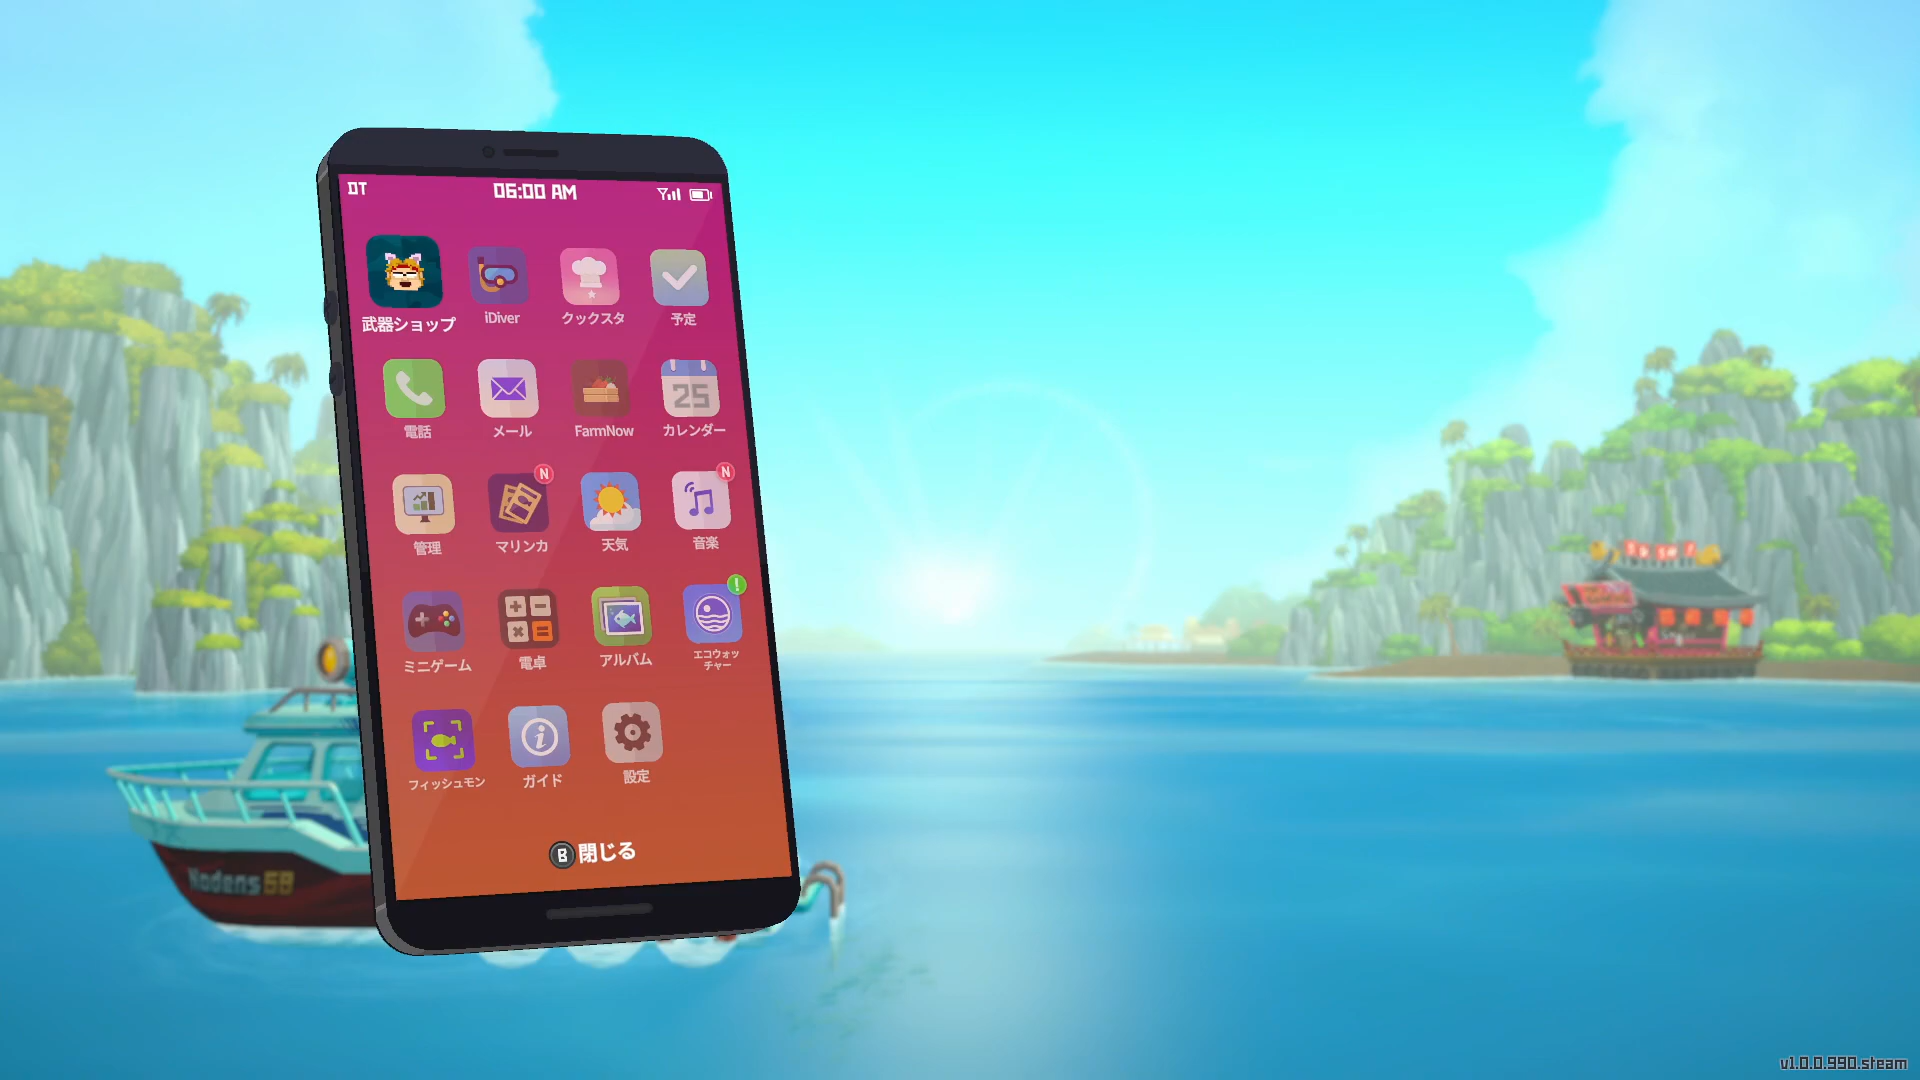 DT
06:00 AM
武器ショップ
iDiver
クックスタ
予定
電話
メール
FarmNow
25
カレンダー
管理
N
マリンカ
天気
N
音楽
ミニゲーム
電卓
アルバム
!
エコウォッ
チャー
フィッシュモン
i
ガイド
設定
B 閉じる
Nodens58
v1.0.0.990.steam